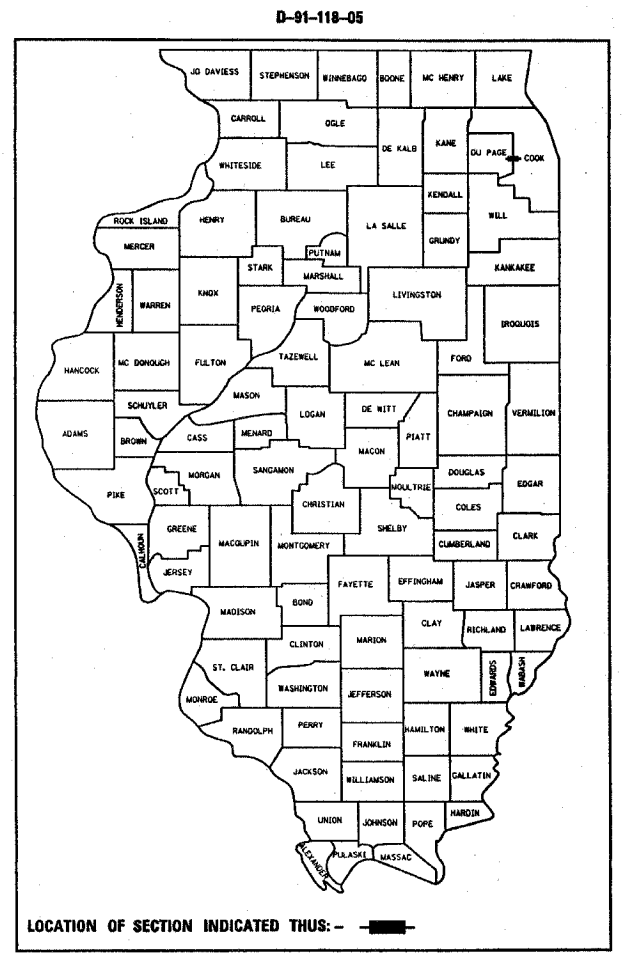 D-91-118-05
JO DAVIESS STEPHENSON WINNEBAGO BOONE MC HENRY LAKE
CARROLL OGLE
DE KALB KANE DU PAGE COOK
WHITESIDE LEE
KENDALL
ROCK ISLAND HENRY BUREAU LA SALLE WILL
MERCER PUTNAM GRUNDY
STARK MARSHALL KANKAKEE
HENDERSON WARREN KNOX PEORIA WOODFORD LIVINGSTON IROQUOIS
HANCOCK MC DONOUGH FULTON TAZEWELL MC LEAN FORD
SCHUYLER MASON LOGAN DE WITT CHAMPAIGN VERMILION
ADAMS BROWN CASS MENARD MACON PIATT
PIKE SCOTT MORGAN SANGAMON MOULTRIE DOUGLAS EDGAR
CHRISTIAN COLES
GREENE MACOUPIN MONTGOMERY SHELBY CUMBERLAND CLARK
CALHOUN JERSEY FAYETTE EFFINGHAM JASPER CRAWFORD
MADISON BOND
CLINTON MARION CLAY RICHLAND LAWRENCE
ST. CLAIR WASHINGTON JEFFERSON WAYNE EDWARDS WABASH
MONROE
RANDOLPH PERRY FRANKLIN HAMILTON WHITE
JACKSON WILLIAMSON SALINE GALLATIN
UNION JOHNSON POPE HARDIN
ALEXANDER PULASKI MASSAC
LOCATION OF SECTION INDICATED THUS: -